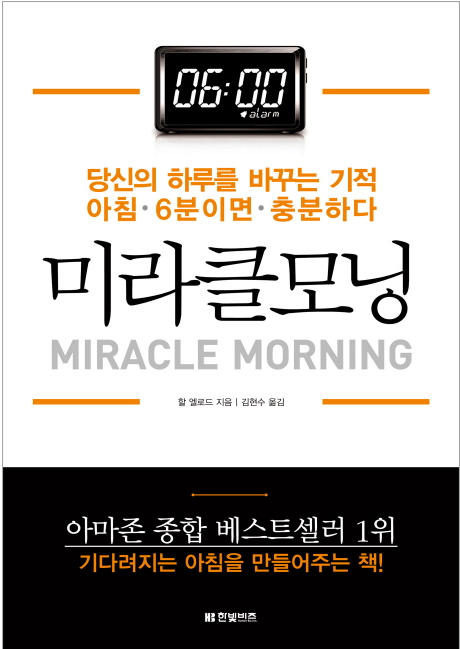 06:00
alarm
당신의 하루를 바꾸는 기적
아침·6분이면·충분하다
미라클모닝
MIRACLE MORNING
할 엘로드 지음 | 김현수 옮김
아마존 종합 베스트셀러 1위
기다려지는 아침을 만들어주는 책!
HB 한빛비즈